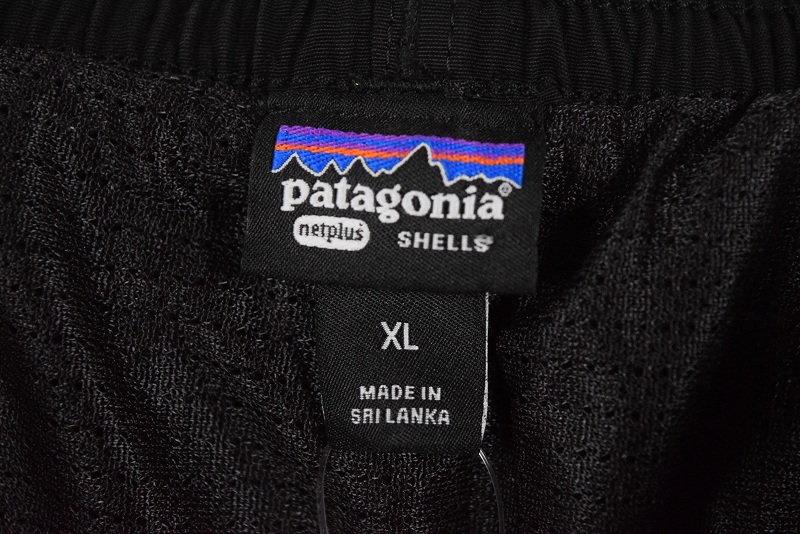 patagonia®
netplus SHELLS
XL
MADE IN
SRI LANKA